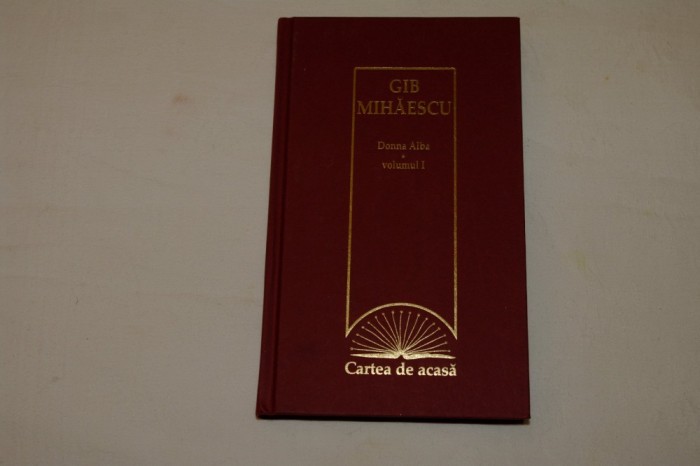 GIB
MIHĂESCU
Donna Alba
volumul I
Cartea de acasă